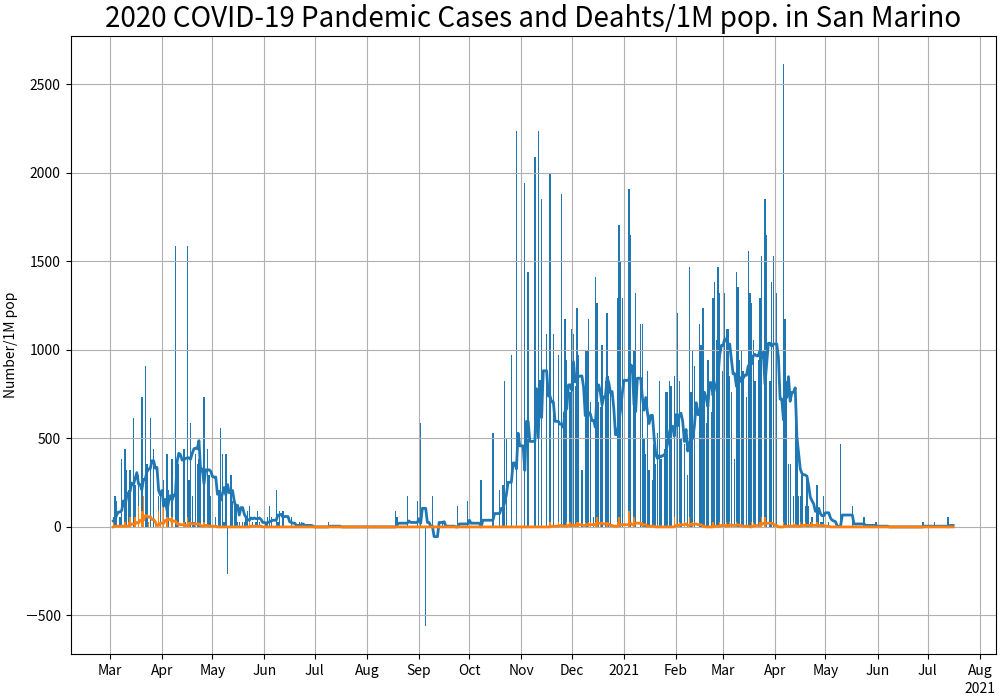 2020 COVID-19 Pandemic Cases and Deahts/1M pop. in San Marino
Number/1M pop
2500
2000
1500
1000
500
0
−500
Mar Apr May Jun Jul Aug Sep Oct Nov Dec 2021 Feb Mar Apr May Jun Jul Aug
2021